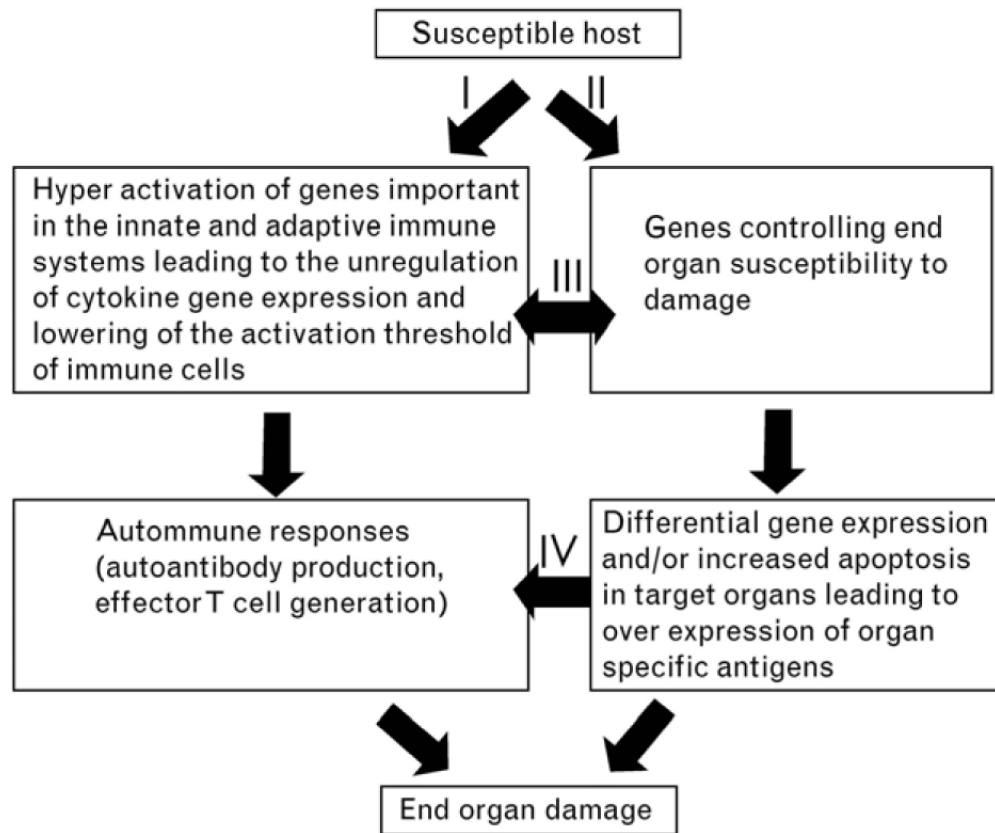 Susceptible host
I
II
Hyper activation of genes important
in the innate and adaptive immune
systems leading to the unregulation
of cytokine gene expression and
lowering of the activation threshold
of immune cells
III
Genes controlling end
organ susceptibility to
damage
Autommune responses
(autoantibody production,
effector T cell generation)
IV
Differential gene expression
and/or increased apoptosis
in target organs leading to
over expression of organ
specific antigens
End organ damage